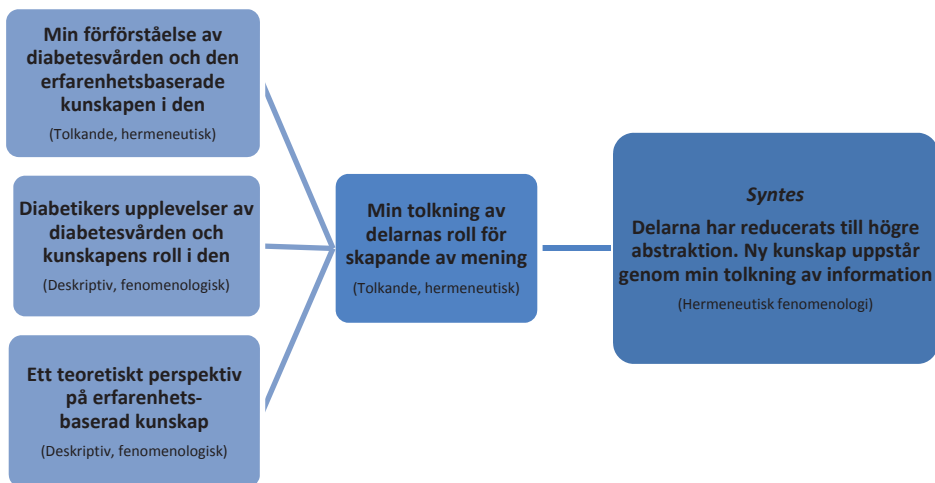 Min förförståelse av
diabetesvården och den
erfarenhetsbaserade
kunskapen i den
(Tolkande, hermeneutisk)
Diabetikers upplevelser av
diabetesvården och
kunskapens roll i den
(Deskriptiv, fenomenologisk)
Ett teoretiskt perspektiv
på erfarenhets-
baserad kunskap
(Deskriptiv, fenomenologisk)
Min tolkning av
delarnas roll för
skapande av mening
(Tolkande, hermeneutisk)
Syntes
Delarna har reducerats till högre
abstraktion. Ny kunskap uppstår
genom min tolkning av information
(Hermeneutisk fenomenologi)